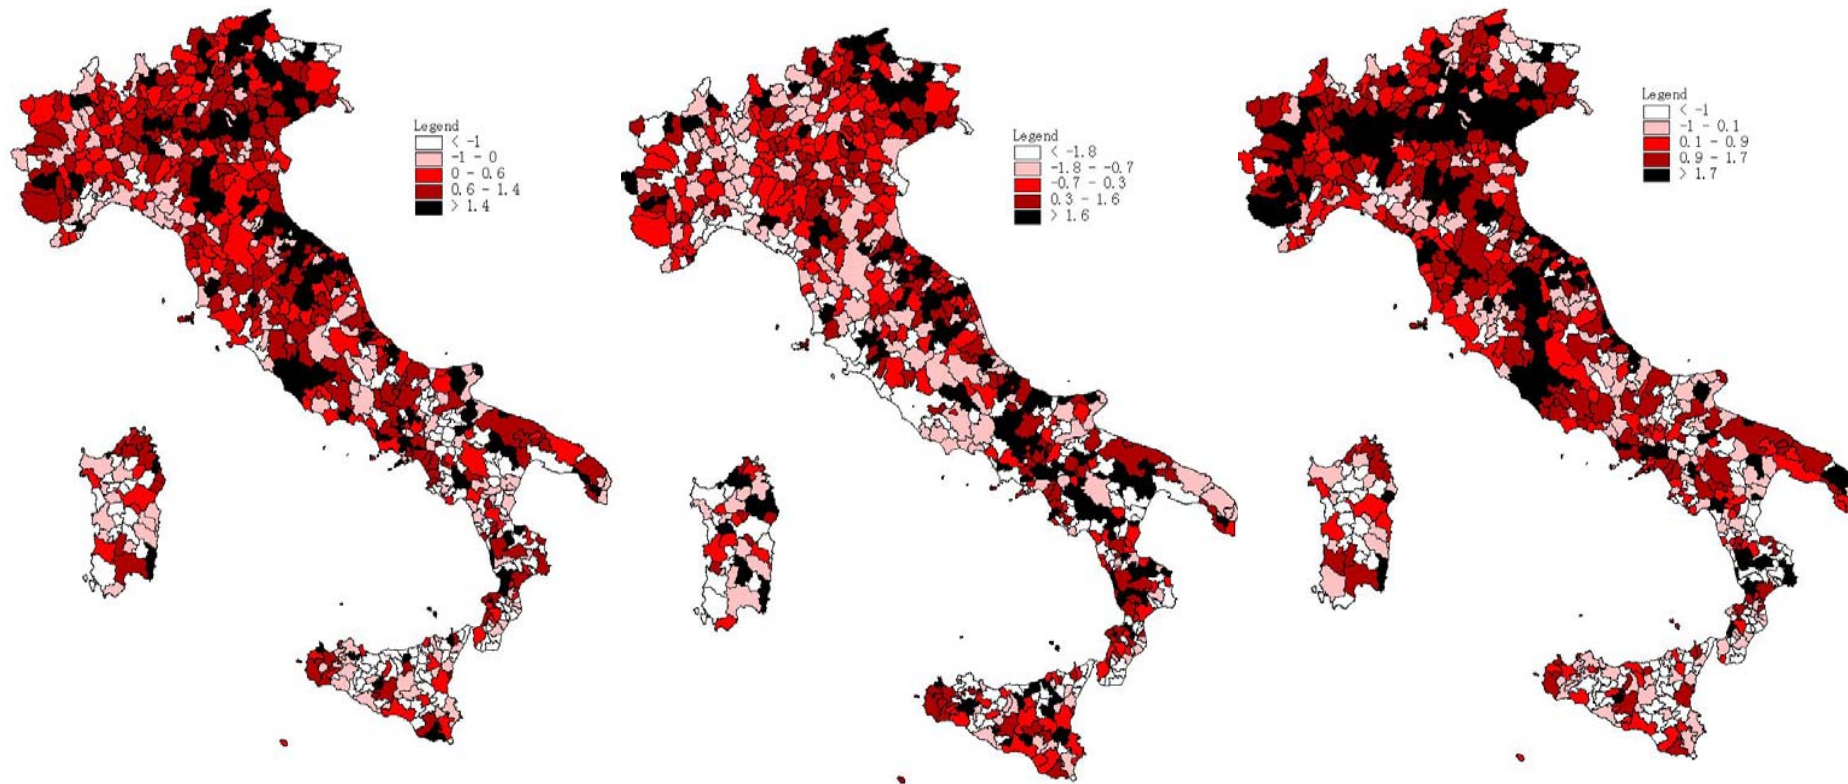 Legend
< -1
-1 - 0
0 - 0.6
0.6 - 1.4
> 1.4
Legend
< -1.8
-1.8 - -0.7
-0.7 - 0.3
0.3 - 1.6
> 1.6
Legend
< -1
-1 - 0.1
0.1 - 0.9
0.9 - 1.7
> 1.7